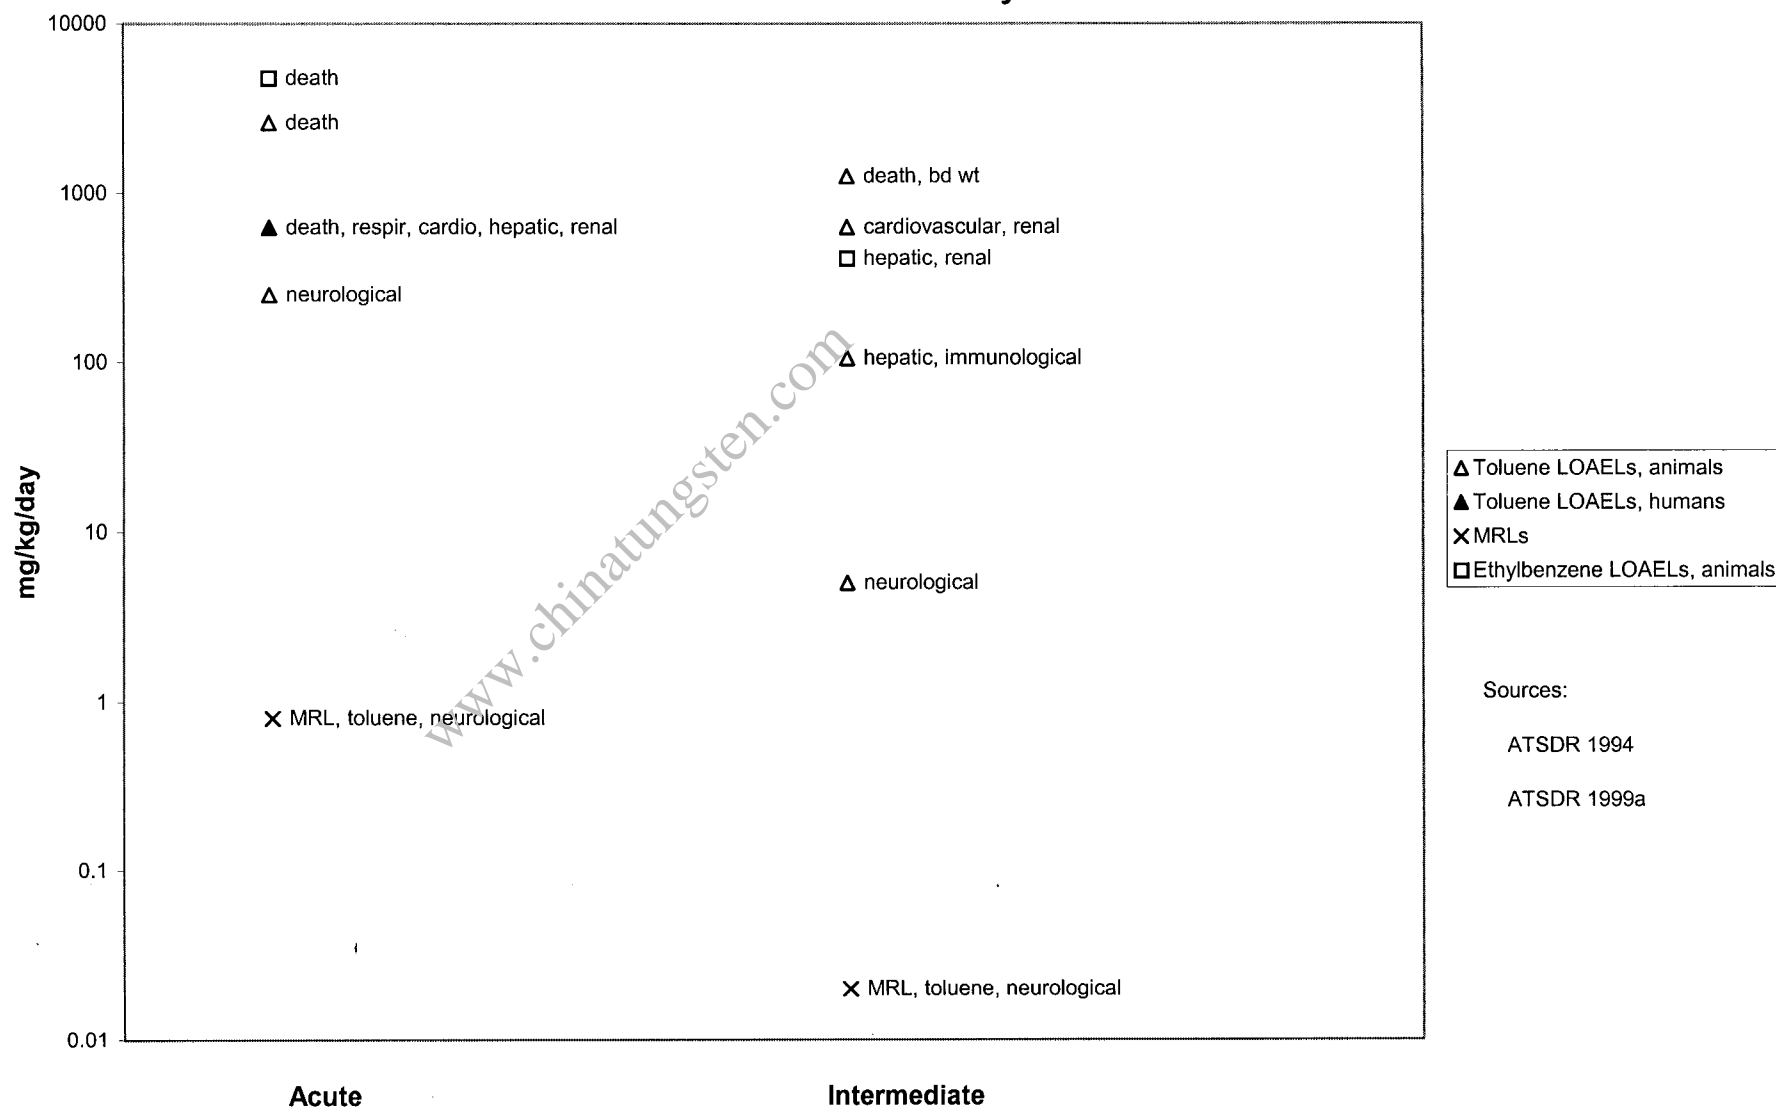 10000
1000
100
10
1
0.1
0.01
mg/kg/day
death
death
death, respir, cardio, hepatic, renal
neurological
MRL, toluene, neurological
death, bd wt
cardiovascular, renal
hepatic, renal
hepatic, immunological
neurological
MRL, toluene, neurological
Acute
Intermediate
Toluene LOAELs, animals
Toluene LOAELs, humans
MRLs
Ethylbenzene LOAELs, animals
Sources:
ATSDR 1994
ATSDR 1999a
www.chinatungsten.com